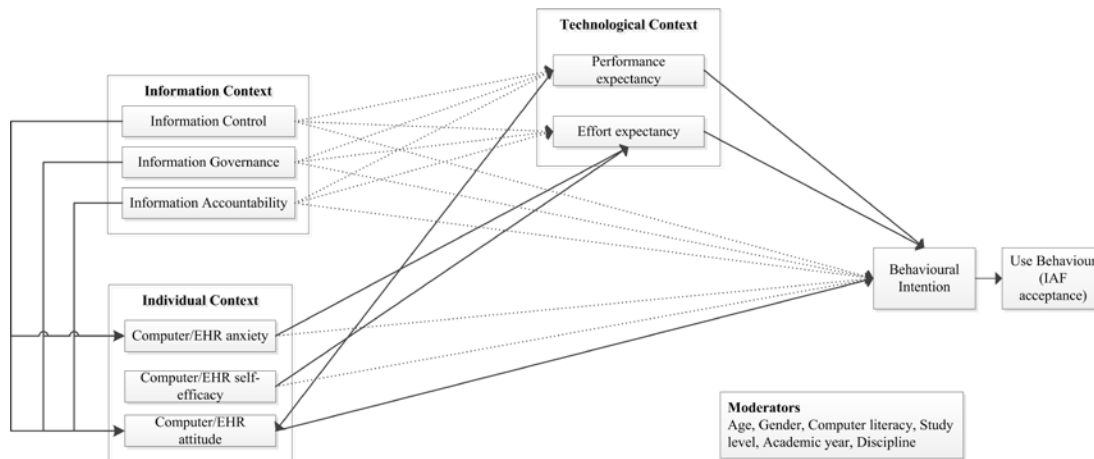 Technological Context
Performance
expectancy
Effort expectancy
Information Context
Information Control
Information Governance
Information Accountability
Individual Context
Computer/EHR anxiety
Computer/EHR self-
efficacy
Computer/EHR
attitude
Behavioural
Intention
Use Behaviour
(IAF
acceptance)
Moderators
Age, Gender, Computer literacy, Study
level, Academic year, Discipline